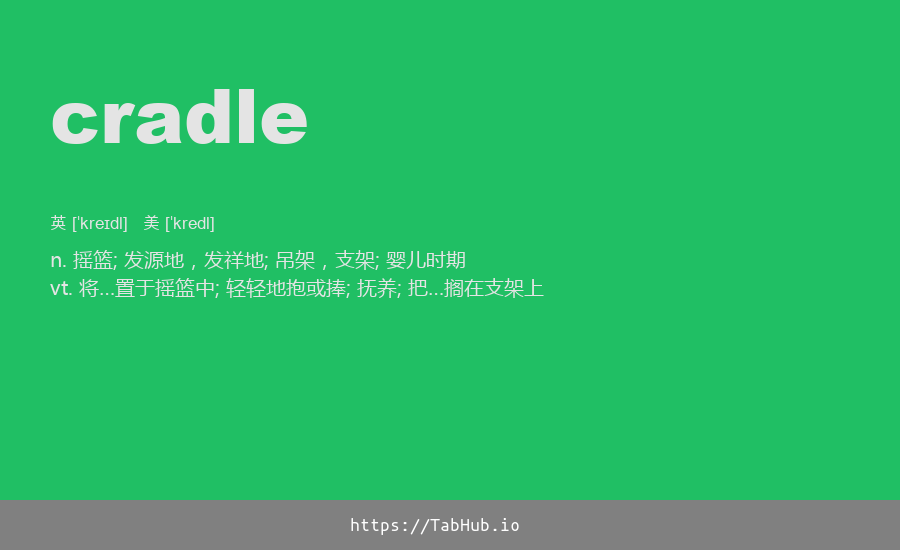 cradle
英 [ˈkreɪdl] 美 [ˈkredl]
n. 摇篮; 发源地，发祥地; 吊架，支架; 婴儿时期
vt. 将…置于摇篮中; 轻轻地抱或捧; 抚养; 把…搁在支架上
https://TabHub.io